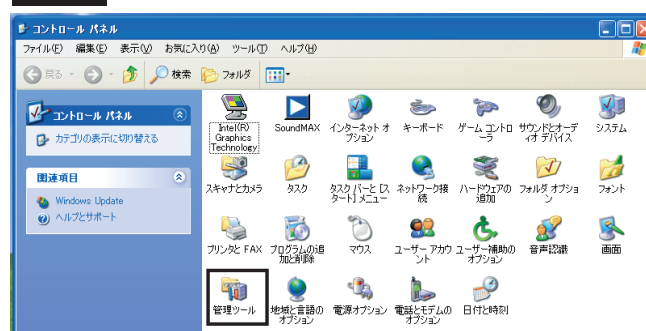 コントロール パネル
ファイル(F) 編集(E) 表示(V) お気に入り(A) ツール(T) ヘルプ(H)
戻る 検索 フォルダ
コントロール パネル
カテゴリの表示に切り替える
関連項目
Windows Update
ヘルプとサポート
Intel(R)
Graphics
Technology
SoundMAX
インターネット オ
プション
キーボード
ゲーム コントロ
ーラ
サウンドとオーデ
ィオ デバイス
システム
スキャナとカメラ
タスク
タスク バーと [ス
タート] メニュー
ネットワーク接
続
ハードウェアの
追加
フォルダ オプショ
ン
フォント
プリンタと FAX
プログラムの追
加と削除
マウス
ユーザー アカウ
ント
ユーザー補助の
オプション
音声認識
画面
管理ツール
地域と言語の
オプション
電源オプション
電話とモデムの
オプション
日付と時刻